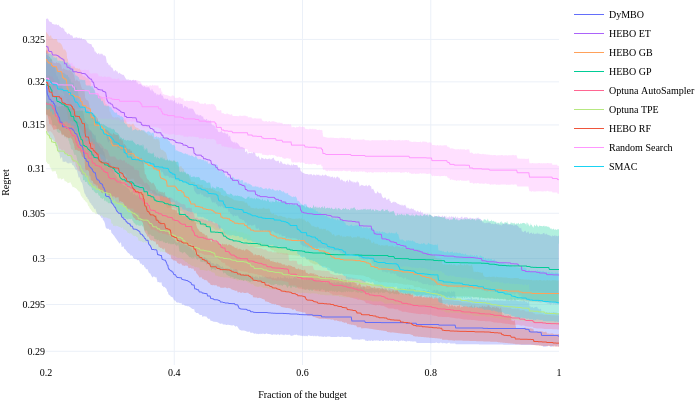 0.325
0.32
0.315
0.31
0.305
0.3
0.295
0.29
Regret
0.2
0.4
0.6
0.8
1
Fraction of the budget
DyMBO
HEBO ET
HEBO GB
HEBO GP
Optuna AutoSampler
Optuna TPE
HEBO RF
Random Search
SMAC